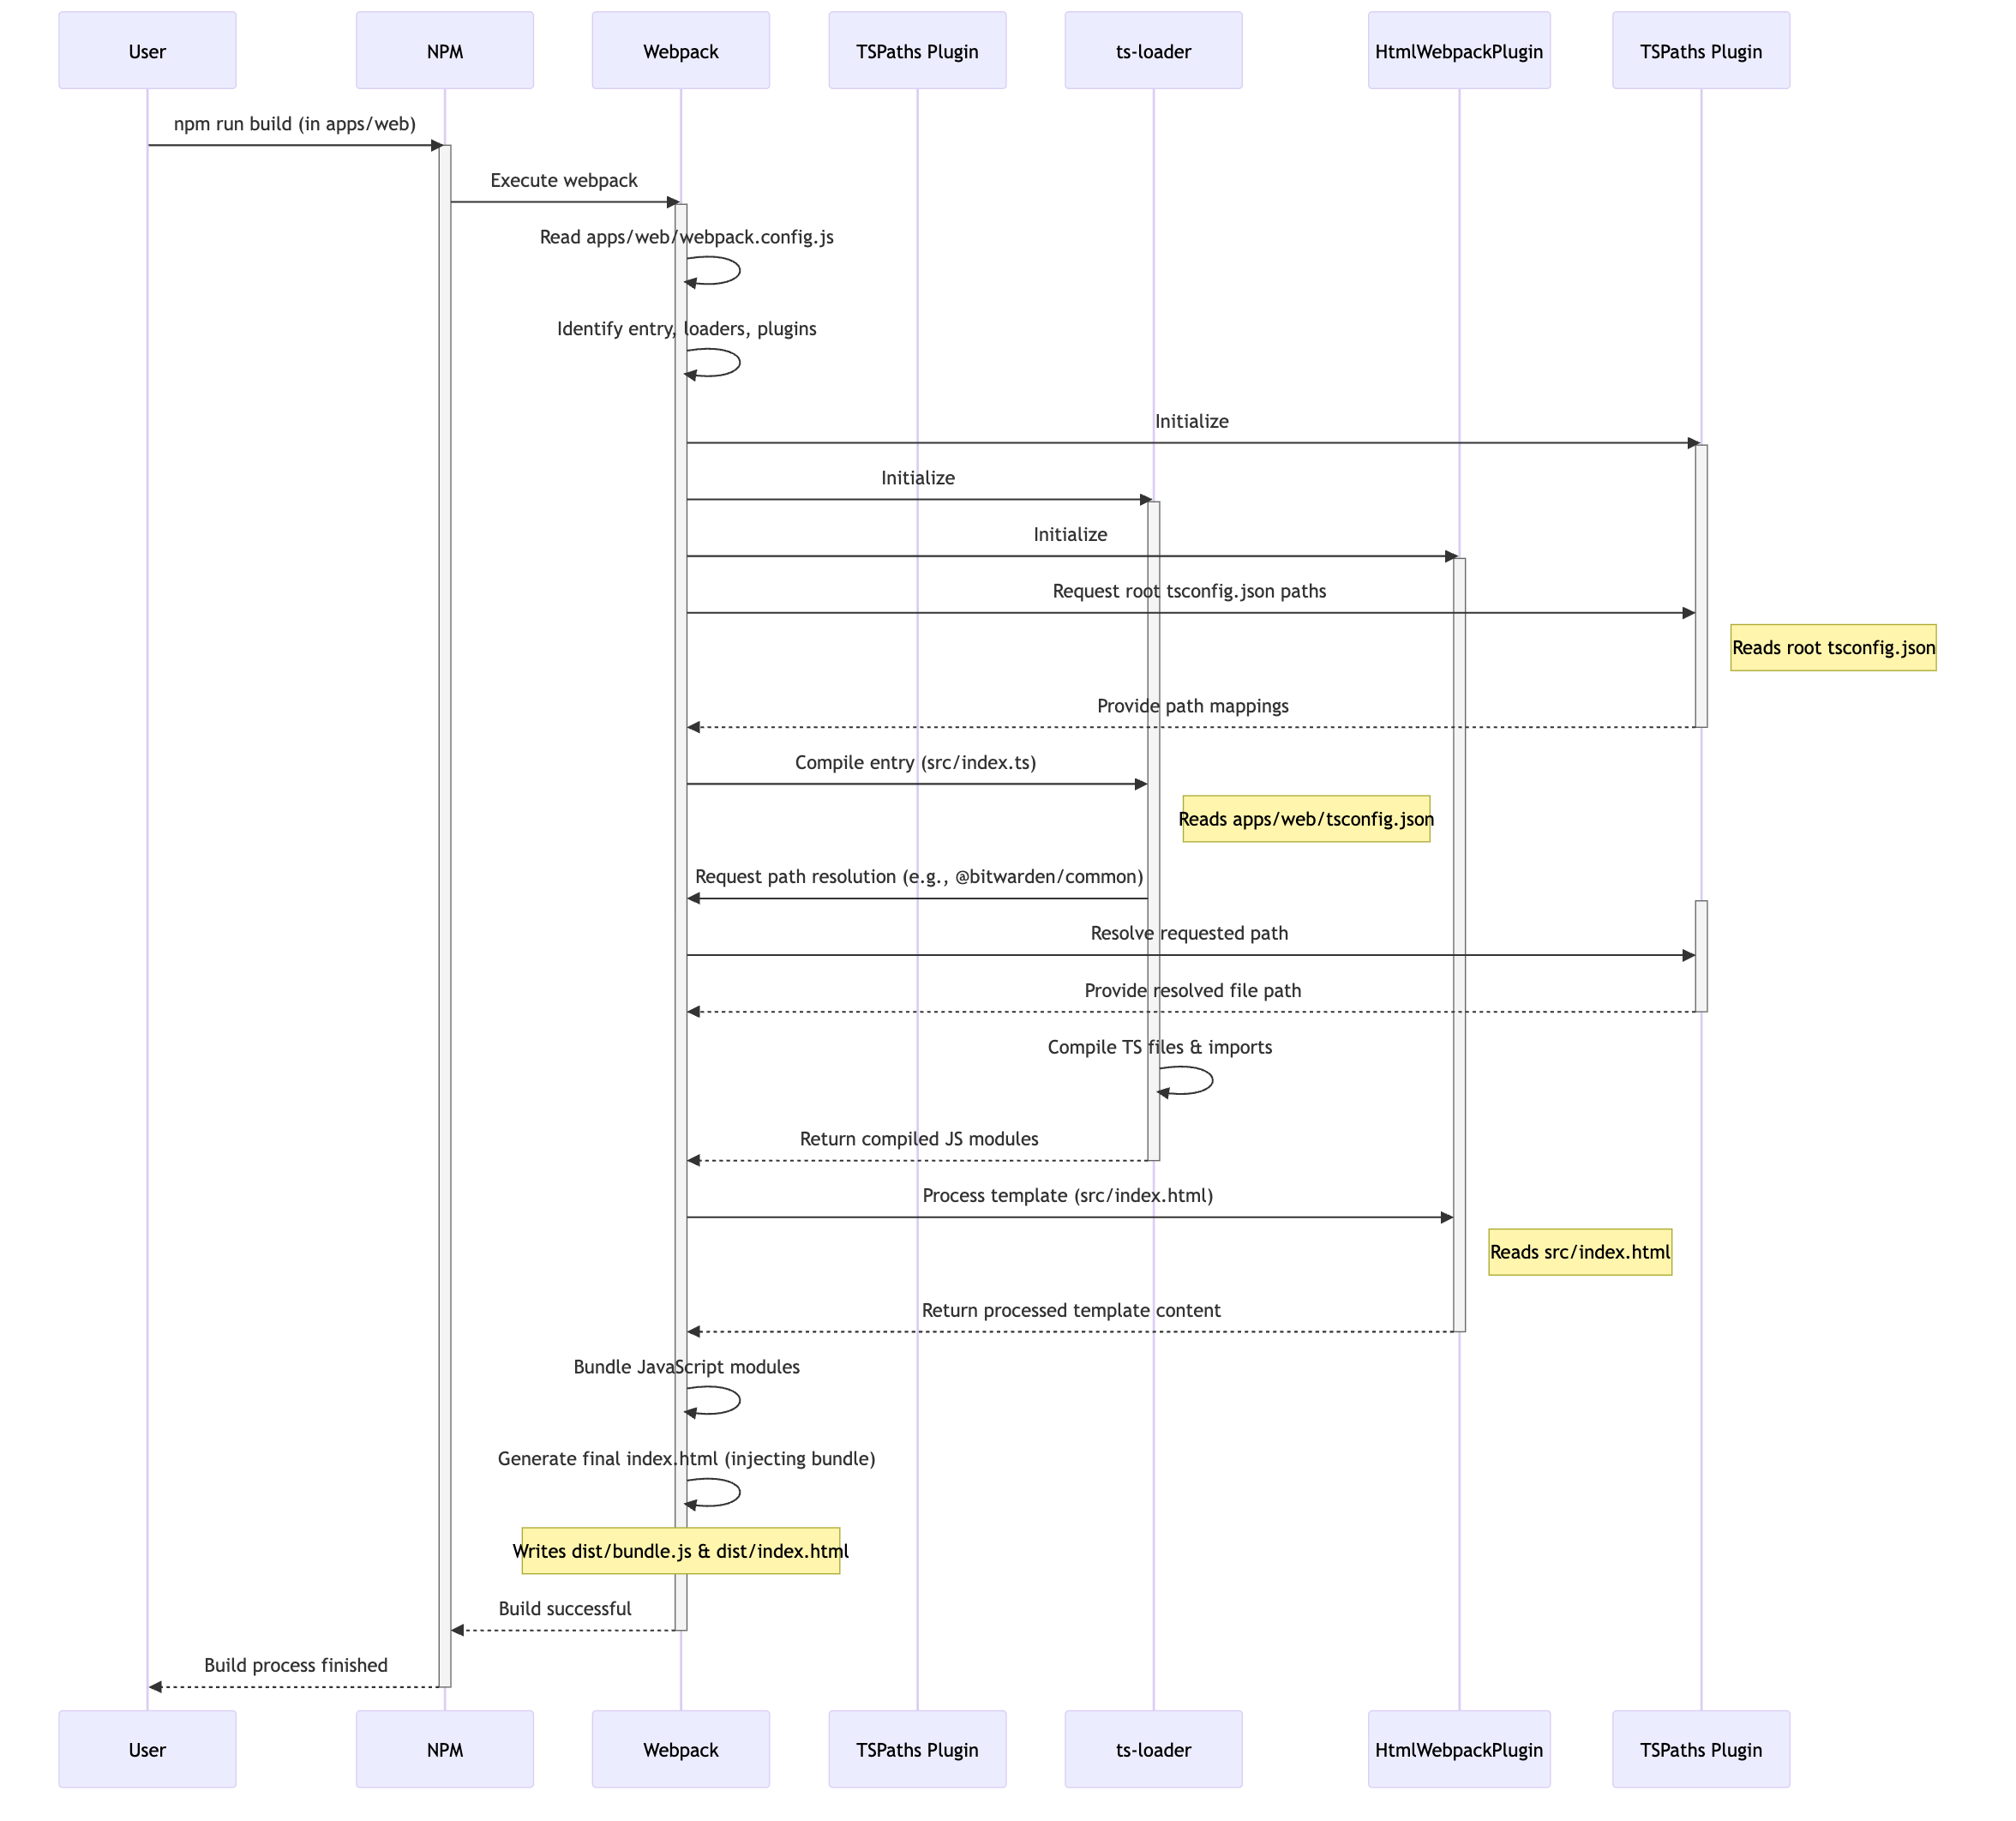 User
NPM
Webpack
TSPaths Plugin
ts-loader
HtmlWebpackPlugin
TSPaths Plugin
npm run build (in apps/web)
Execute webpack
Read apps/web/webpack.config.js
Identify entry, loaders, plugins
Initialize
Initialize
Initialize
Request root tsconfig.json paths
Reads root tsconfig.json
Provide path mappings
Compile entry (src/index.ts)
Reads apps/web/tsconfig.json
Request path resolution (e.g., @bitwarden/common)
Resolve requested path
Provide resolved file path
Compile TS files & imports
Return compiled JS modules
Process template (src/index.html)
Reads src/index.html
Return processed template content
Bundle JavaScript modules
Generate final index.html (injecting bundle)
Writes dist/bundle.js & dist/index.html
Build successful
Build process finished
User
NPM
Webpack
TSPaths Plugin
ts-loader
HtmlWebpackPlugin
TSPaths Plugin